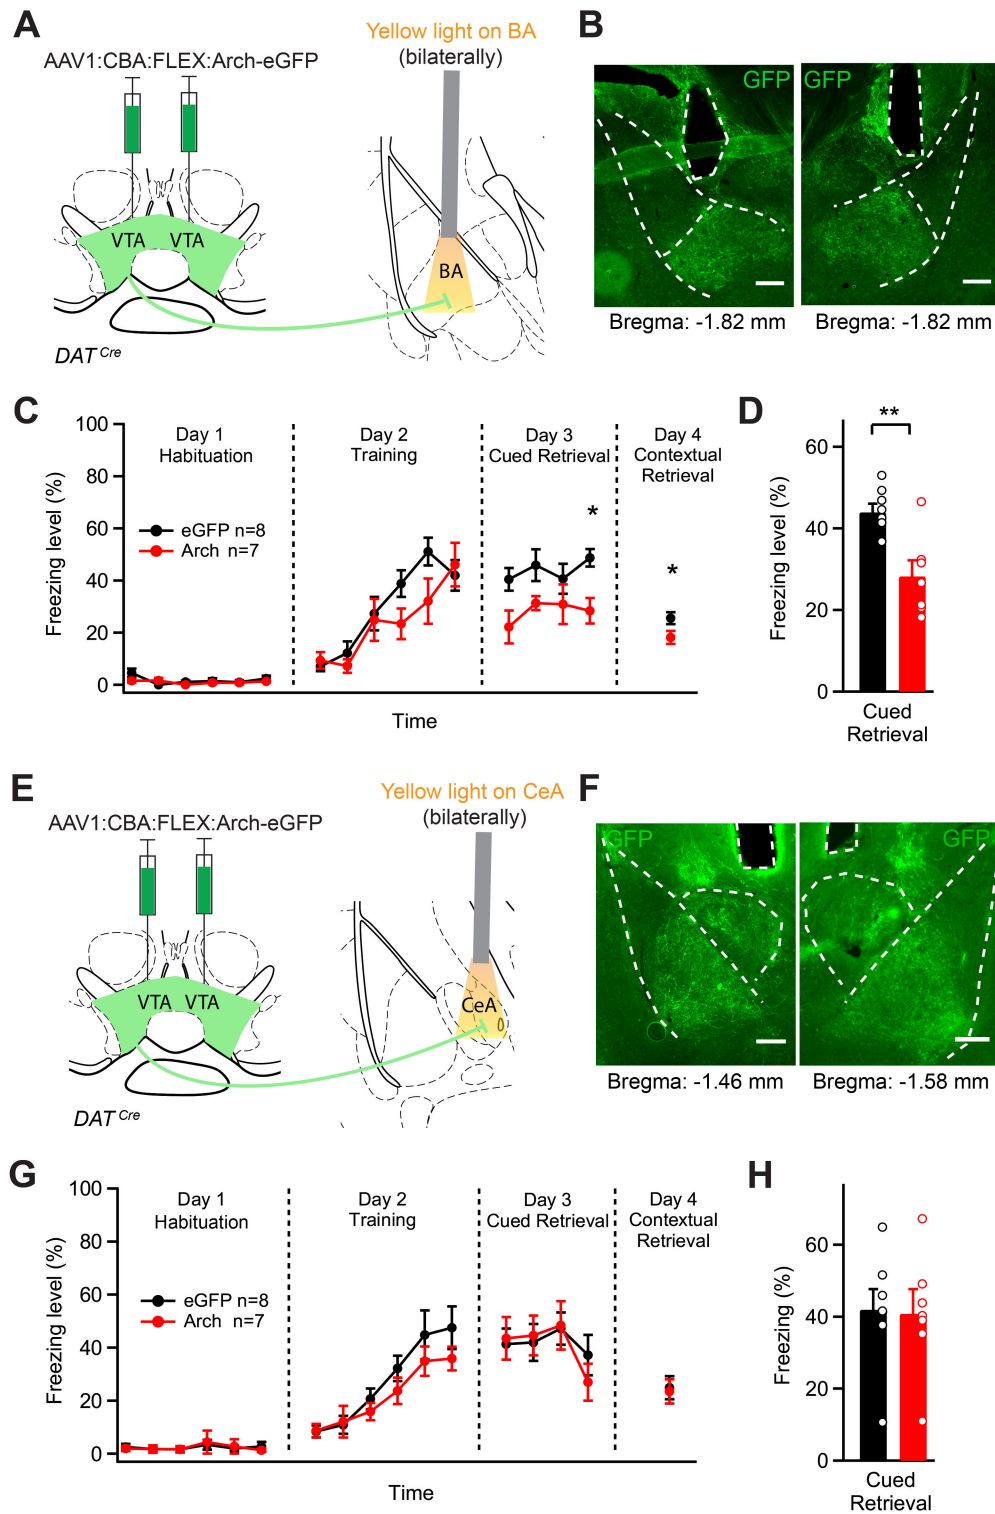 A
AAV1:CBA:FLEX:Arch-eGFP
Yellow light on BA
(bilaterally)
VTA VTA
BA
DAT Cre
B
GFP
GFP
Bregma: -1.82 mm
Bregma: -1.82 mm
C
Freezing level (%)
100
80
60
40
20
0
Day 1
Habituation
Day 2
Training
Day 3
Cued Retrieval
Day 4
Contextual
Retrieval
eGFP n=8
Arch n=7
*
*
Time
D
**
Freezing level (%)
60
40
20
0
Cued
Retrieval
E
AAV1:CBA:FLEX:Arch-eGFP
Yellow light on CeA
(bilaterally)
VTA VTA
CeA
DAT Cre
F
GFP
GFP
Bregma: -1.46 mm
Bregma: -1.58 mm
G
Freezing level (%)
100
80
60
40
20
0
Day 1
Habituation
Day 2
Training
Day 3
Cued Retrieval
Day 4
Contextual
Retrieval
eGFP n=8
Arch n=7
Time
H
Freezing (%)
60
40
20
0
Cued
Retrieval